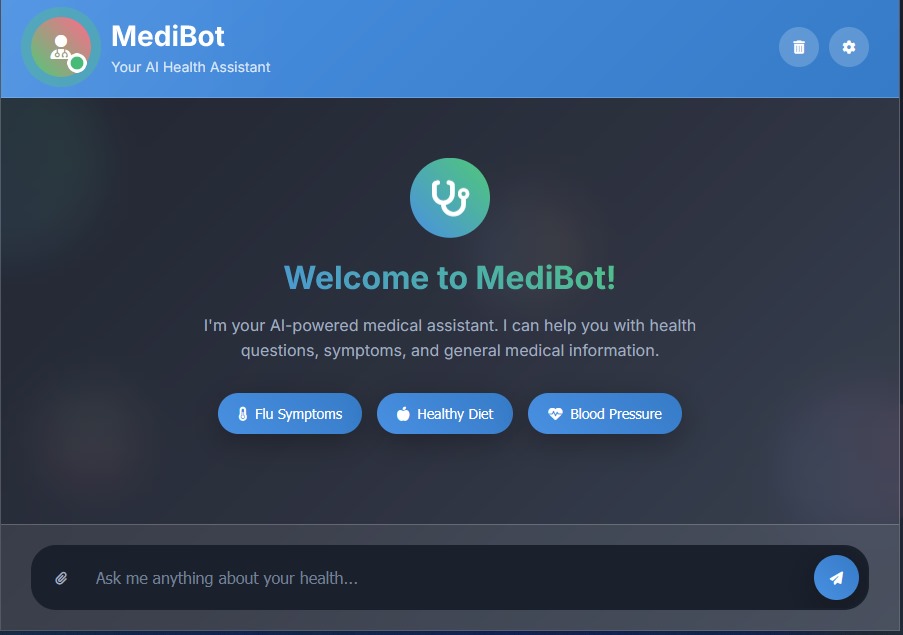 MediBot
Your AI Health Assistant
Welcome to MediBot!
I'm your AI-powered medical assistant. I can help you with health
questions, symptoms, and general medical information.
Flu Symptoms
Healthy Diet
Blood Pressure
Ask me anything about your health...